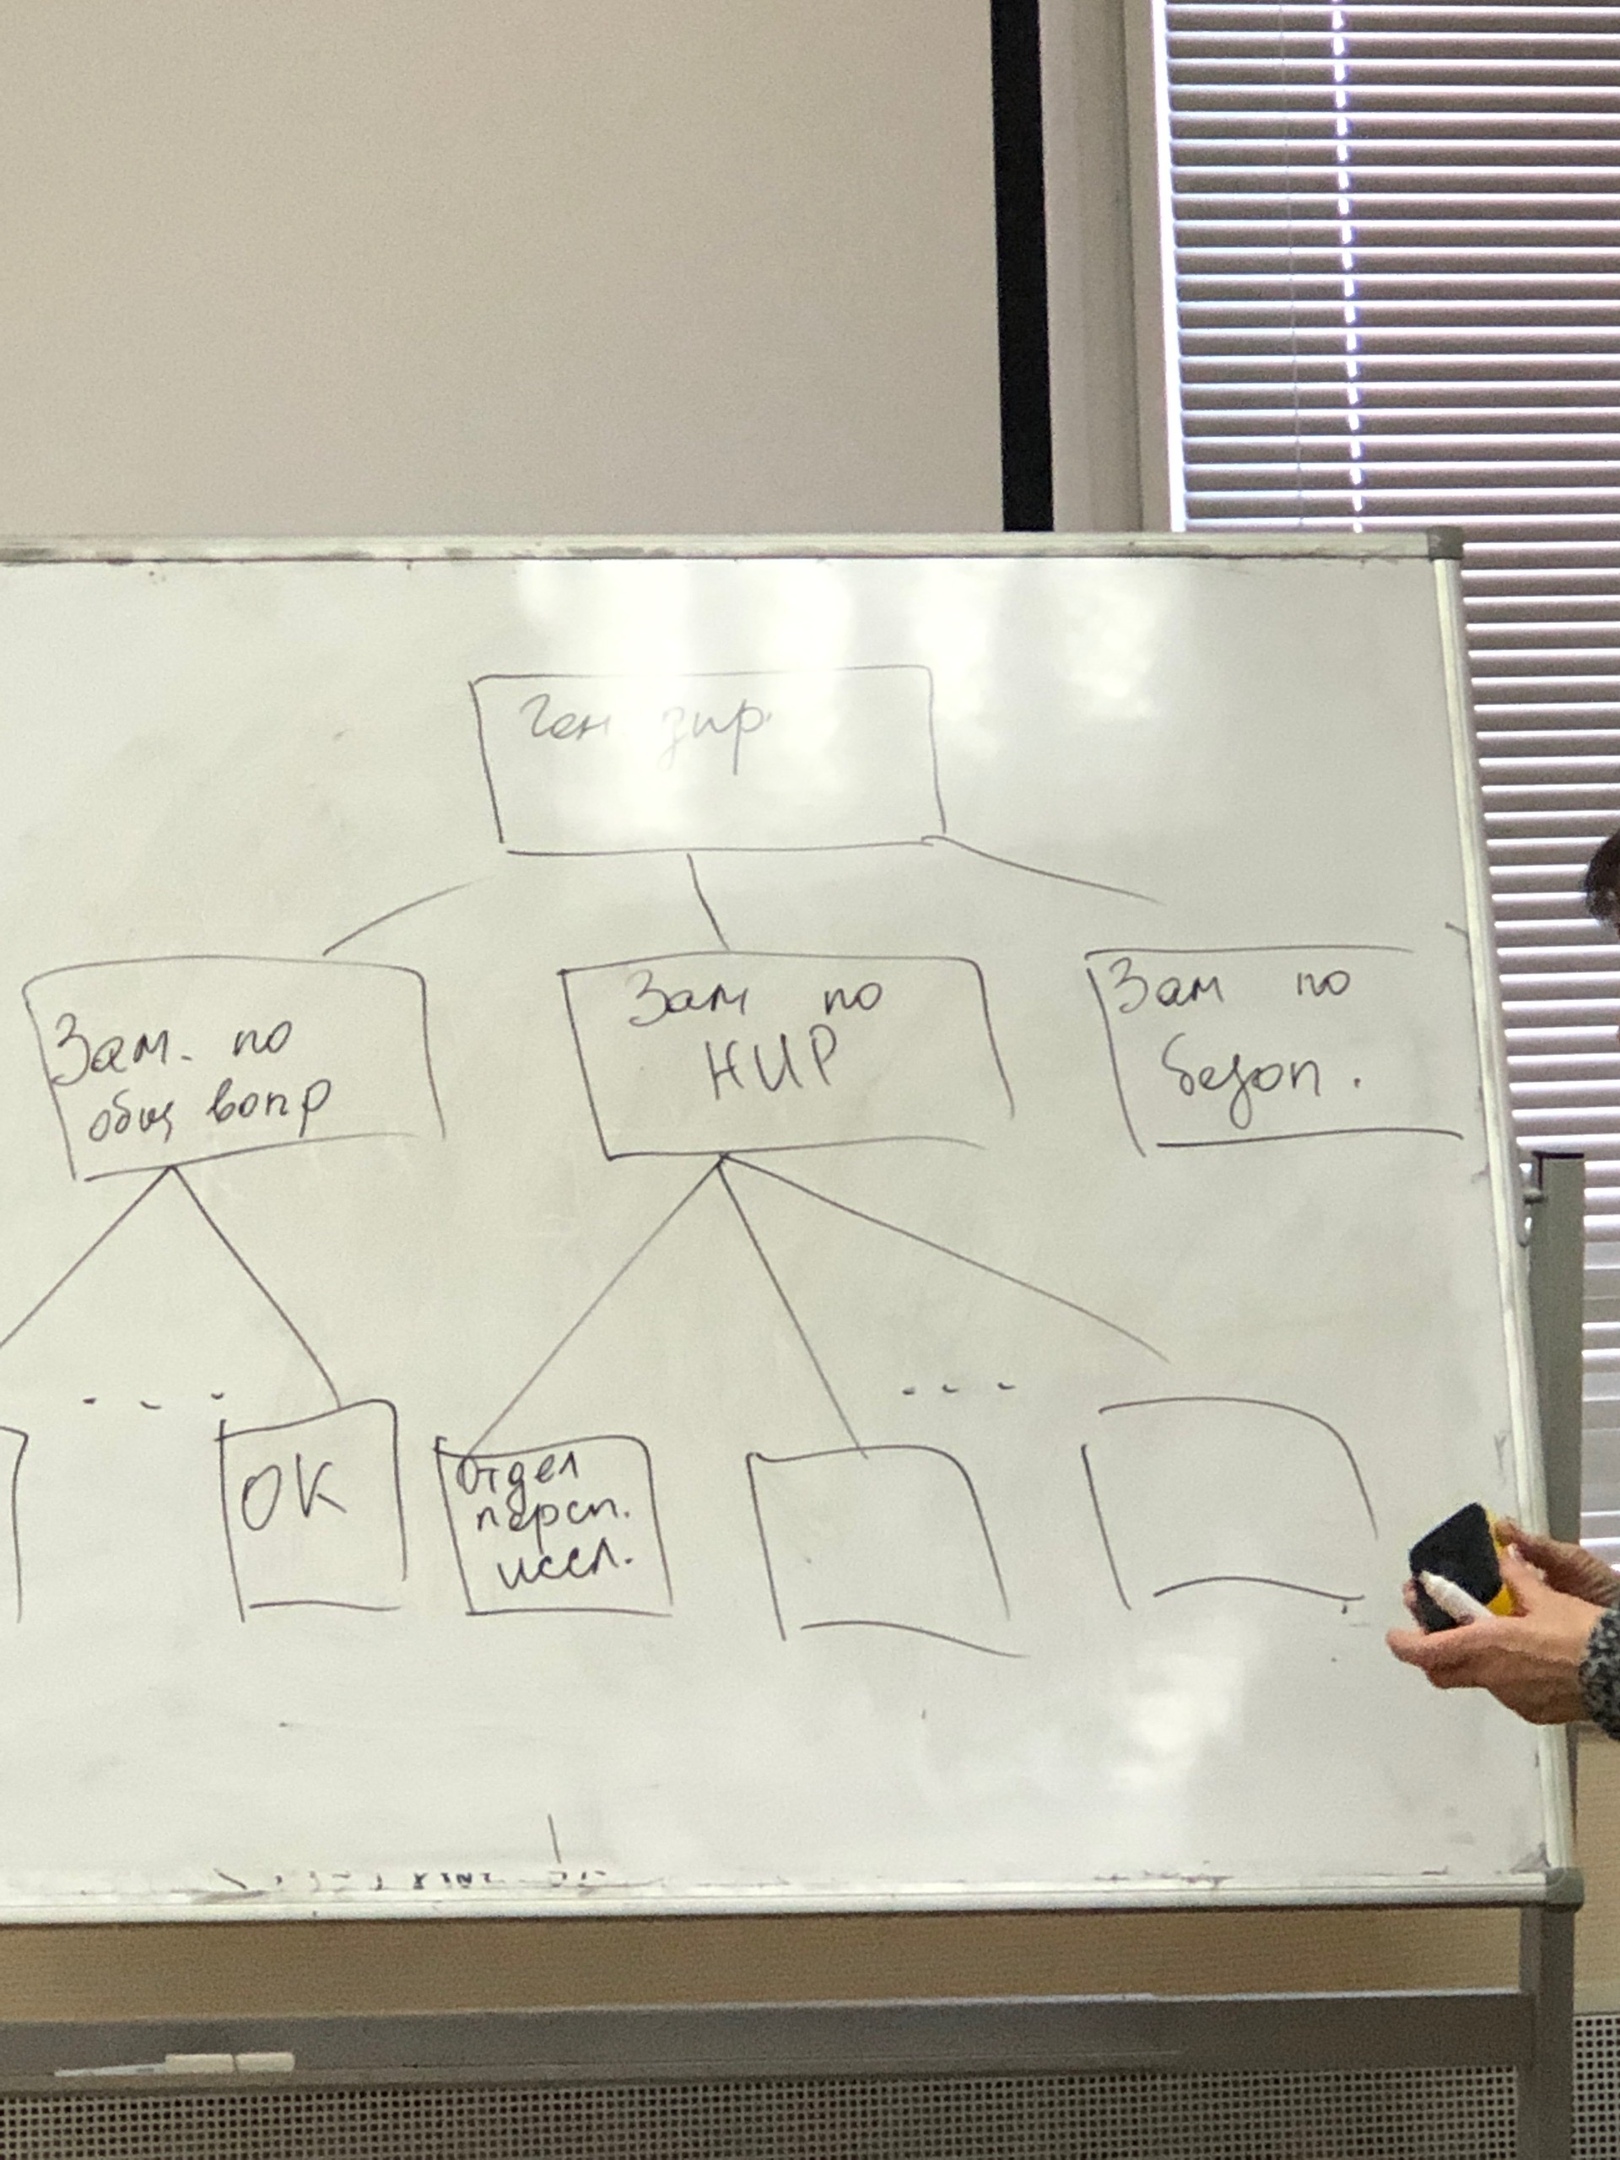 Ген дир.
Зам. по
общ вопр
Зам по
НИР
Зам по
безоп.
. . .
. . .
ОК
Отдел
персп.
иссл.